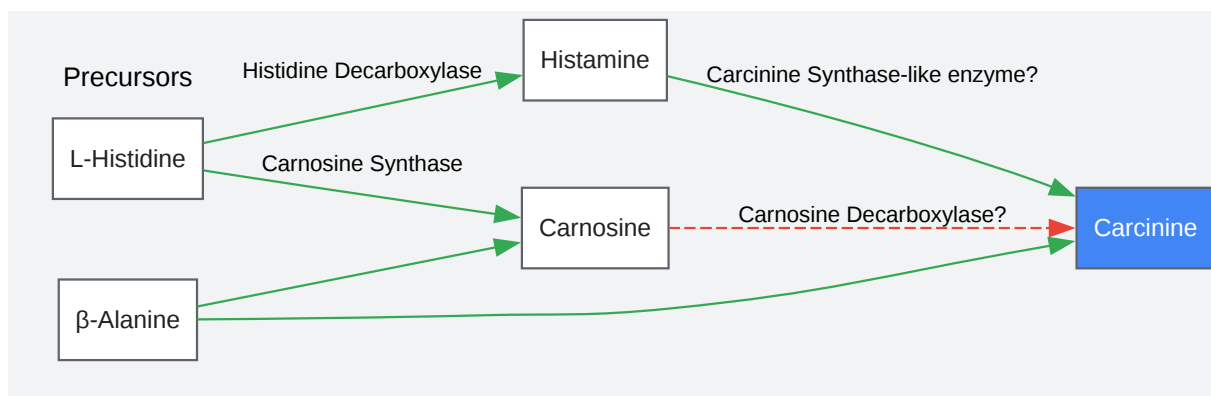 Histamine
Histidine Decarboxylase
Carcinine Synthase-like enzyme?
Precursors
L-Histidine
Carnosine Synthase
Carnosine Decarboxylase?
Carnosine
Carcinine
β-Alanine